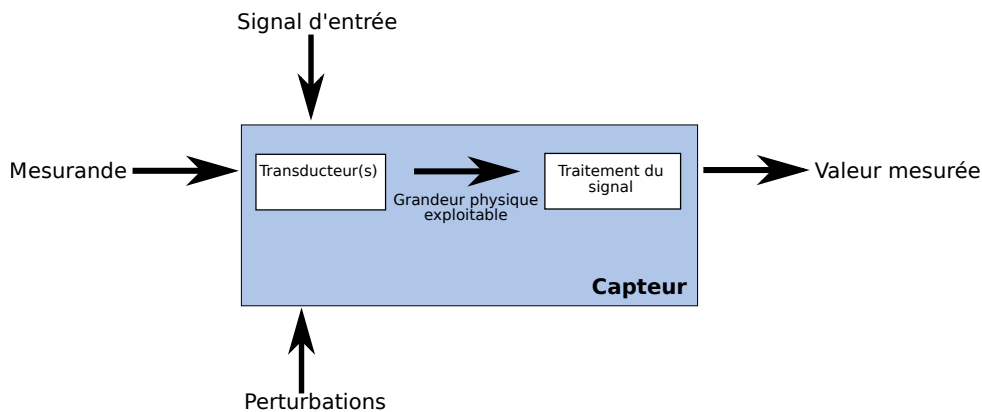 Signal d'entrée
Mesurande
Transducteur(s)
Grandeur physique
exploitable
Traitement du
signal
Valeur mesurée
Capteur
Perturbations